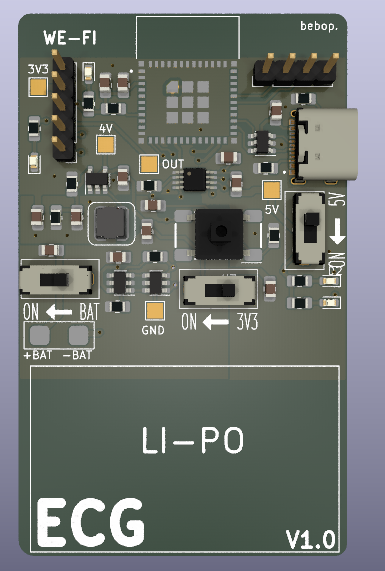 bebop.
WE-FI
3V3
4V
OUT
5V
5V
ON
ON ← BAT
ON ← 3V3
GND
+BAT -BAT
LI-PO
ECG
V1.0